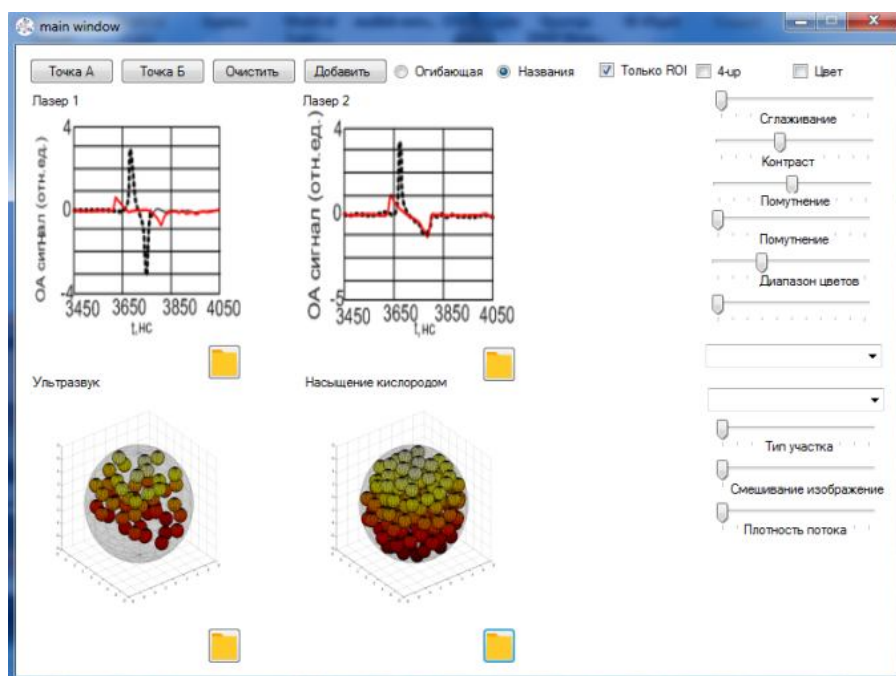 main window
Точка А Точка Б Очистить Добавить Огибающая Названия Только ROI 4-up Цвет
Лазер 1
Лазер 2
Сглаживание
Контраст
Помутнение
Помутнение
Диапазон цветов
ОА сигнал (отн.ед.)
4
0
-4
3450 3650 3850 4050
t,нс
ОА сигнал (отн.ед.)
4
0
-5
3450 3650 3850 4050
t,нс
Ультразвук
Насыщение кислородом
Тип участка
Смешивание изображение
Плотность потока